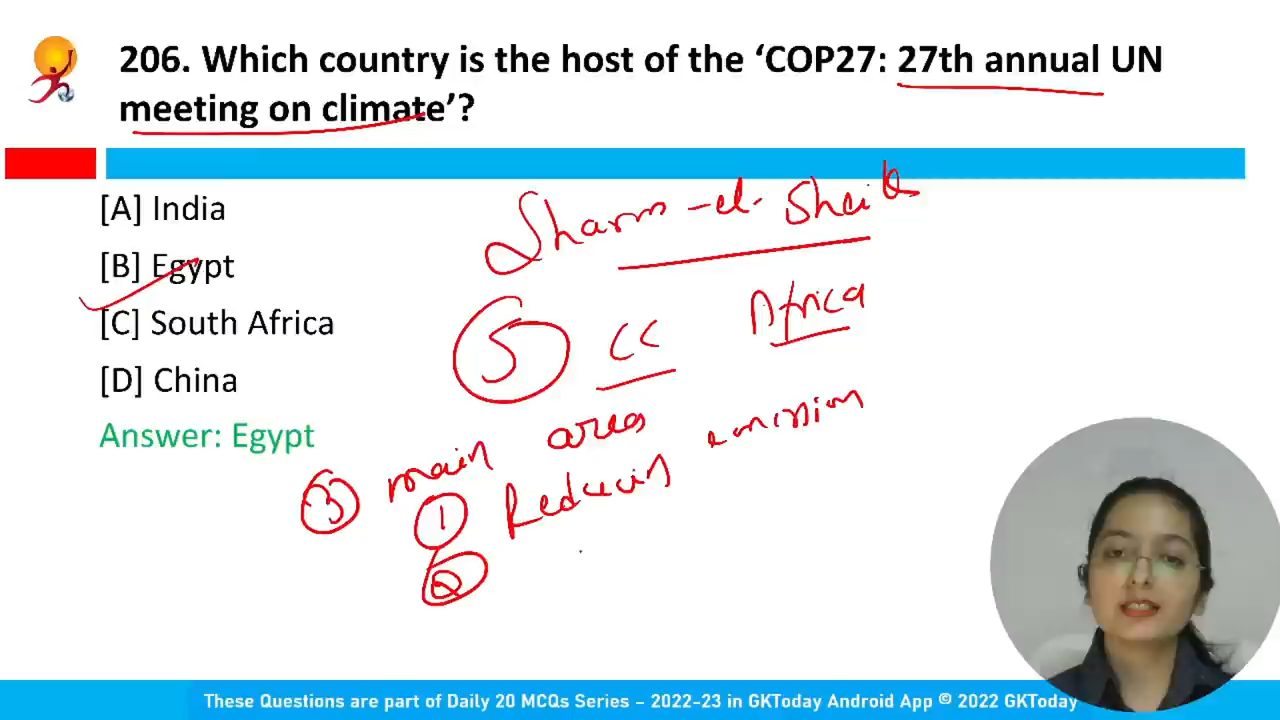 206. Which country is the host of the ‘COP27: 27th annual UN
meeting on climate’?
[A] India
Sharm-el-Sheikh
[B] Egypt
[C] South Africa
5 CC Africa
[D] China
Answer: Egypt
3 main areas
1 Reducin emission
2
These Questions are part of Daily 20 MCQs Series – 2022-23 in GKToday Android App © 2022 GKToday